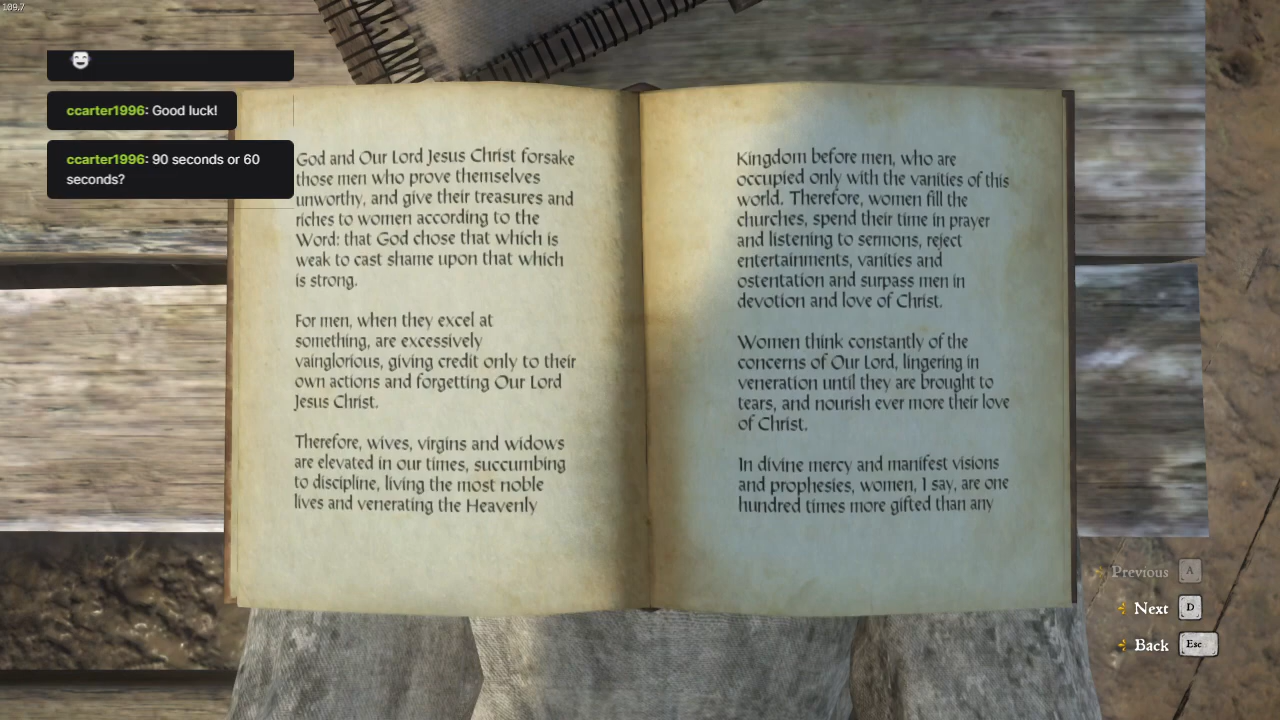 109.7
ccarter1996: Good luck!
ccarter1996: 90 seconds or 60
seconds?
God and Our Lord Jesus Christ forsake
those men who prove themselves
unworthy, and give their treasures and
riches to women according to the
Word: that God chose that which is
weak to cast shame upon that which
is strong.
For men, when they excel at
something, are excessively
vainglorious, giving credit only to their
own actions and forgetting Our Lord
Jesus Christ.
Therefore, wives, virgins and widows
are elevated in our times, succumbing
to discipline, living the most noble
lives and venerating the Heavenly
Kingdom before men, who are
occupied only with the vanities of this
world. Therefore, women fill the
churches, spend their time in prayer
and listening to sermons, reject
entertainments, vanities and
ostentation and surpass men in
devotion and love of Christ.
Women think constantly of the
concerns of Our Lord, lingering in
veneration until they are brought to
tears, and nourish ever more their love
of Christ.
In divine mercy and manifest visions
and prophesies, women, I say, are one
hundred times more gifted than any
Previous A
Next D
Back Esc